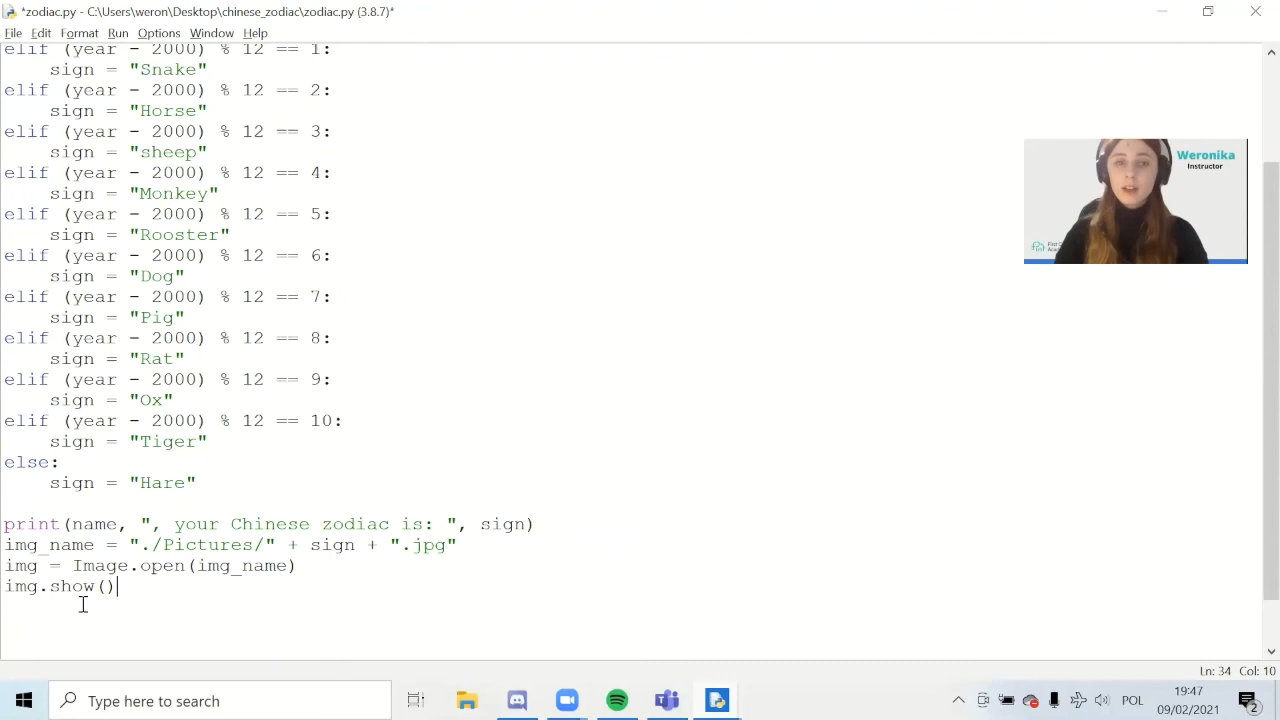 *zodiac.py - C:\Users\weron\Desktop\chinese_zodiac\zodiac.py (3.8.7)*
File Edit Format Run Options Window Help
elif (year - 2000) % 12 == 1:
sign = "Snake"
elif (year - 2000) % 12 == 2:
sign = "Horse"
elif (year - 2000) % 12 == 3:
sign = "sheep"
elif (year - 2000) % 12 == 4:
sign = "Monkey"
elif (year - 2000) % 12 == 5:
sign = "Rooster"
elif (year - 2000) % 12 == 6:
sign = "Dog"
elif (year - 2000) % 12 == 7:
sign = "Pig"
elif (year - 2000) % 12 == 8:
sign = "Rat"
elif (year - 2000) % 12 == 9:
sign = "Ox"
elif (year - 2000) % 12 == 10:
sign = "Tiger"
else:
sign = "Hare"
print(name, ", your Chinese zodiac is: ", sign)
img_name = "./Pictures/" + sign + ".jpg"
img = Image.open(img_name)
img.show()
Weronika
Instructor
Ln: 34 Col: 10
Type here to search
19:47
09/02/2021
2